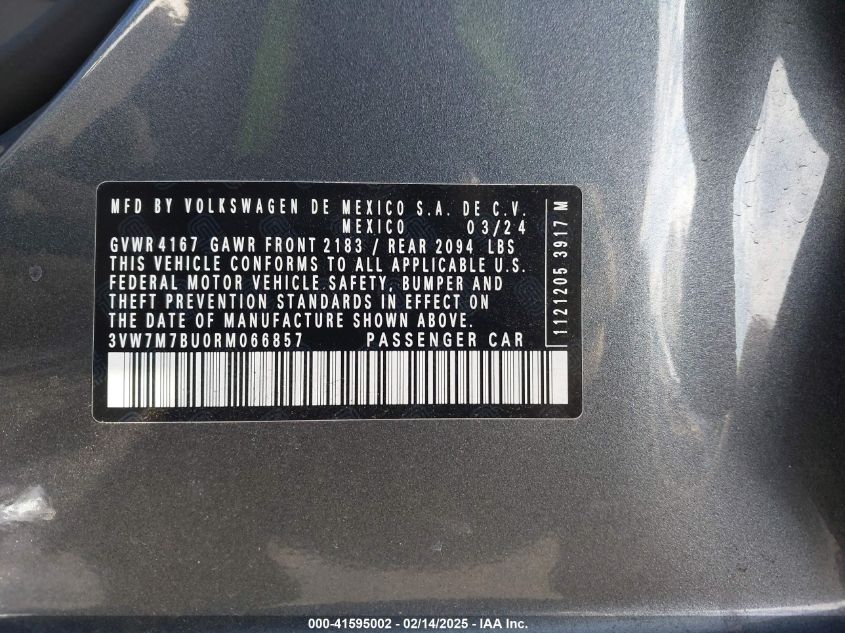 MFD BY VOLKSWAGEN DE MEXICO S.A. DE C.V.
MEXICO 03/24
GVWR 4167 GAWR FRONT 2183 / REAR 2094 LBS
THIS VEHICLE CONFORMS TO ALL APPLICABLE U.S.
FEDERAL MOTOR VEHICLE SAFETY, BUMPER AND
THEFT PREVENTION STANDARDS IN EFFECT ON
THE DATE OF MANUFACTURE SHOWN ABOVE.
3VW7M7BU0RM066857 PASSENGER CAR
1121205 3917 M
000-41595002 - 02/14/2025 - IAA Inc.